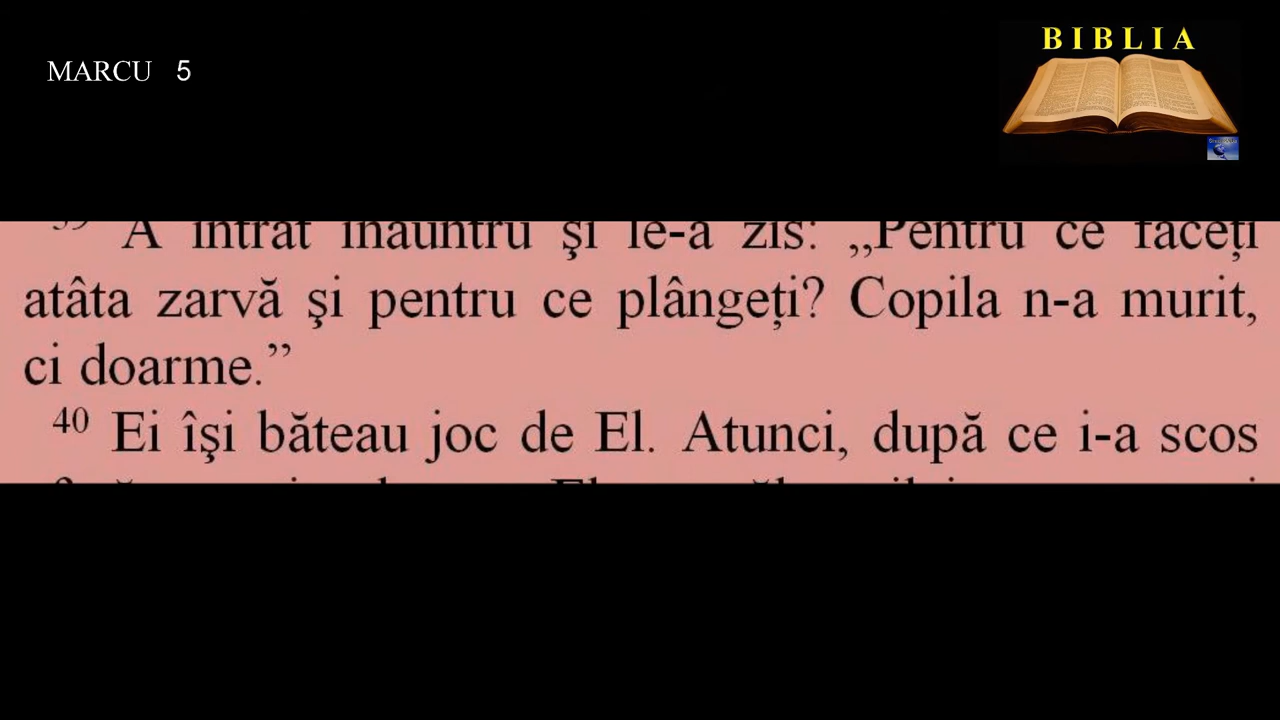 BIBLIA
MARCU 5
39 A intrat înăuntru şi le-a zis: „Pentru ce faceţi
atâta zarvă şi pentru ce plângeţi? Copila n-a murit,
ci doarme.”
40 Ei îşi băteau joc de El. Atunci, după ce i-a scos